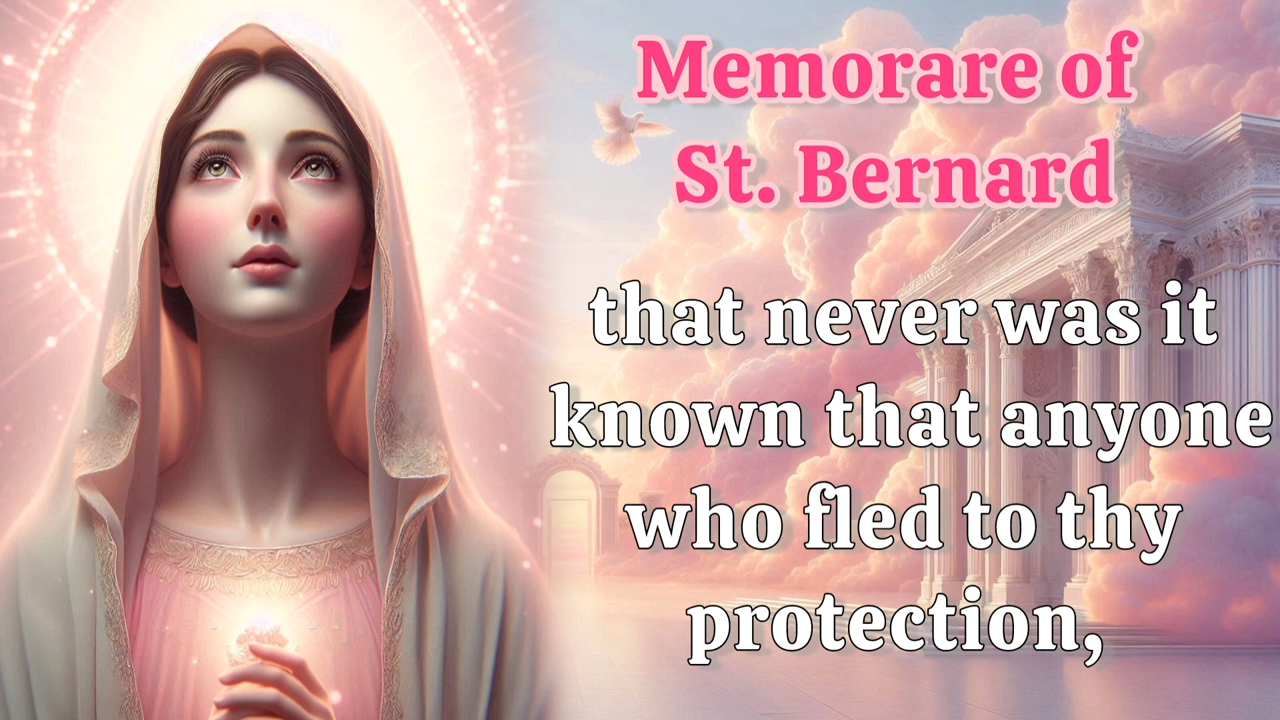 Memorare of
St. Bernard
that never was it
known that anyone
who fled to thy
protection,